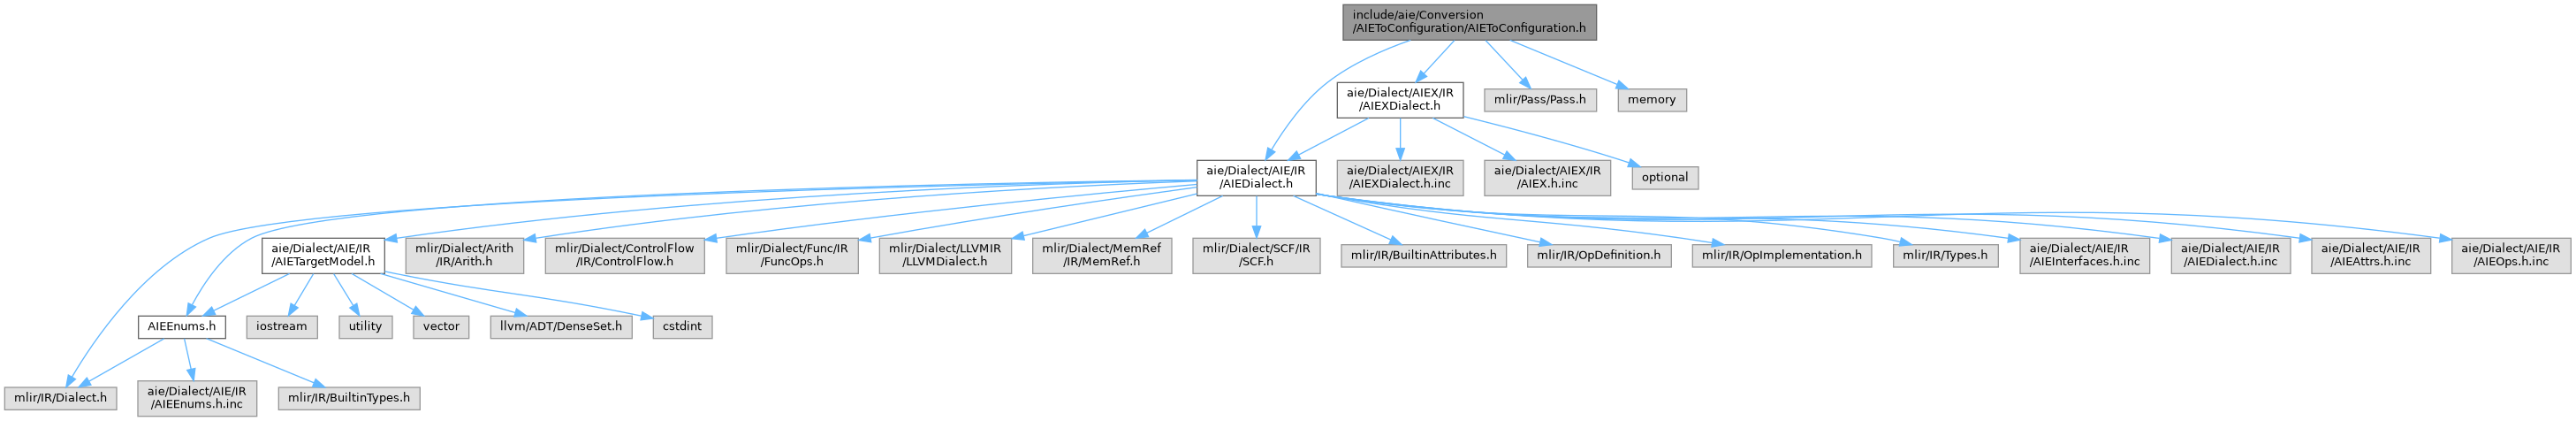 include/aie/Conversion
/AIEToConfiguration/AIEToConfiguration.h
aie/Dialect/AIEX/IR
/AIEXDialect.h
mlir/Pass/Pass.h
memory
aie/Dialect/AIE/IR
/AIEDialect.h
aie/Dialect/AIEX/IR
/AIEXDialect.h.inc
aie/Dialect/AIEX/IR
/AIEX.h.inc
optional
aie/Dialect/AIE/IR
/AIETargetModel.h
mlir/Dialect/Arith
/IR/Arith.h
mlir/Dialect/ControlFlow
/IR/ControlFlow.h
mlir/Dialect/Func/IR
/FuncOps.h
mlir/Dialect/LLVMIR
/LLVMDialect.h
mlir/Dialect/MemRef
/IR/MemRef.h
mlir/Dialect/SCF/IR
/SCF.h
mlir/IR/BuiltinAttributes.h
mlir/IR/OpDefinition.h
mlir/IR/OpImplementation.h
mlir/IR/Types.h
aie/Dialect/AIE/IR
/AIEInterfaces.h.inc
aie/Dialect/AIE/IR
/AIEDialect.h.inc
aie/Dialect/AIE/IR
/AIEAttrs.h.inc
aie/Dialect/AIE/IR
/AIEOps.h.inc
AIEEnums.h
iostream
utility
vector
llvm/ADT/DenseSet.h
cstdint
mlir/IR/Dialect.h
aie/Dialect/AIE/IR
/AIEEnums.h.inc
mlir/IR/BuiltinTypes.h